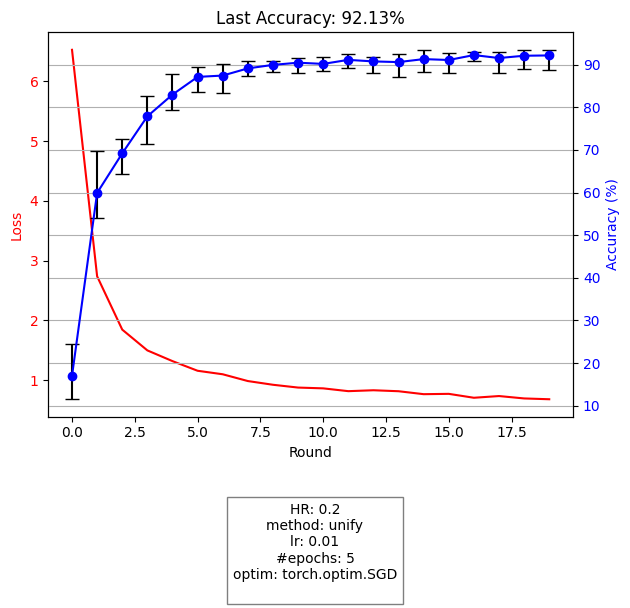 Last Accuracy: 92.13%
Loss
6
5
4
3
2
1
90
80
70
60
50
40
30
20
10
Accuracy (%)
0.0 2.5 5.0 7.5 10.0 12.5 15.0 17.5
Round
HR: 0.2
method: unify
lr: 0.01
#epochs: 5
optim: torch.optim.SGD